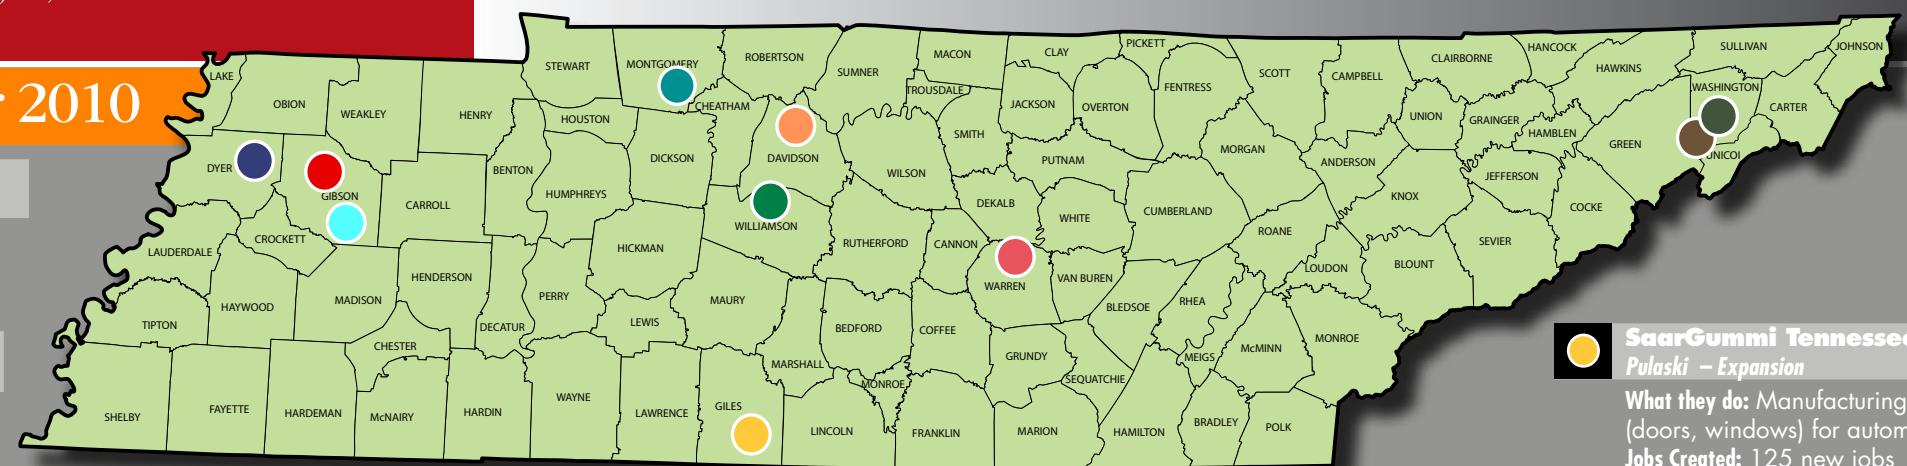 2010
LAKE
OBION
WEAKLEY
HENRY
STEWART
MONTGOMERY
ROBERTSON
SUMNER
MACON
TROUSDALE
CLAY
PICKETT
FENTRESS
SCOTT
CAMPBELL
CLAIRBORNE
HANCOCK
HAWKINS
SULLIVAN
JOHNSON
WASHINGTON
CARTER
UNICOI
GREEN
HAMBLEN
GRAINGER
UNION
JACKSON
OVERTON
SMITH
CHEATHAM
HOUSTON
DICKSON
DAVIDSON
WILSON
PUTNAM
MORGAN
ANDERSON
KNOX
JEFFERSON
COCKE
SEVIER
DYER
GIBSON
CARROLL
BENTON
HUMPHREYS
WILLIAMSON
DEKALB
WHITE
CUMBERLAND
ROANE
LOUDON
BLOUNT
LAUDERDALE
CROCKETT
HICKMAN
RUTHERFORD
CANNON
WARREN
VAN BUREN
BLEDSOE
RHEA
HENDERSON
MADISON
HAYWOOD
TIPTON
PERRY
DECATUR
LEWIS
MAURY
BEDFORD
COFFEE
GRUNDY
SEQUATCHIE
MEIGS
McMINN
MONROE
CHESTER
MARSHALL
MONROE
SHELBY
FAYETTE
HARDEMAN
McNAIRY
HARDIN
WAYNE
LAWRENCE
GILES
LINCOLN
FRANKLIN
MARION
HAMILTON
BRADLEY
POLK
SaarGummi Tennessee
Pulaski – Expansion
What they do: Manufacturing
(doors, windows) for autom
Jobs Created: 125 new jobs